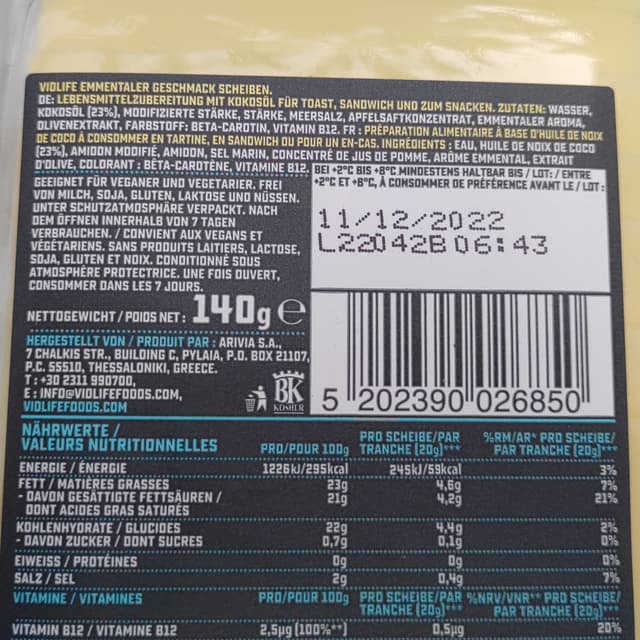 VIOLIFE EMMENTALER GESCHMACK SCHEIBEN.
DE: LEBENSMITTELZUBEREITUNG MIT KOKOSÖL FÜR TOAST, SANDWICH UND ZUM SNACKEN. ZUTATEN: WASSER,
KOKOSÖL (23%), MODIFIZIERTE STÄRKE, STÄRKE, MEERSALZ, APFELSAFTKONZENTRAT, EMMENTALER AROMA,
OLIVENEXTRAKT, FARBSTOFF: BETA-CAROTIN, VITAMIN B12. FR : PRÉPARATION ALIMENTAIRE À BASE D'HUILE DE NOIX
DE COCO À CONSOMMER EN TARTINE, EN SANDWICH OU POUR UN EN-CAS. INGRÉDIENTS : EAU, HUILE DE NOIX DE COCO
(23%), AMIDON MODIFIÉ, AMIDON, SEL MARIN, CONCENTRÉ DE JUS DE POMME, ARÔME EMMENTAL, EXTRAIT
D'OLIVE, COLORANT : BÊTA-CAROTÈNE, VITAMINE B12.
GEEIGNET FÜR VEGANER UND VEGETARIER. FREI
VON MILCH, SOJA, GLUTEN, LAKTOSE UND NÜSSEN.
UNTER SCHUTZATMOSPHÄRE VERPACKT. NACH
DEM ÖFFNEN INNERHALB VON 7 TAGEN
VERBRAUCHEN. / CONVIENT AUX VEGANS ET
VÉGÉTARIENS. SANS PRODUITS LAITIERS, LACTOSE,
SOJA, GLUTEN ET NOIX. CONDITIONNÉ SOUS
ATMOSPHÈRE PROTECTRICE. UNE FOIS OUVERT,
CONSOMMER DANS LES 7 JOURS.
BEI +2°C BIS +8°C MINDESTENS HALTBAR BIS / LOT: / ENTRE
+2°C ET +8°C, À CONSOMMER DE PRÉFÉRENCE AVANT LE / LOT :
11/12/2022
L22042B 06:43
NETTOGEWICHT / POIDS NET : 140g e
HERGESTELLT VON / PRODUIT PAR : ARIVIA S.A.,
7 CHALKIS STR., BUILDING C, PYLAIA, P.O. BOX 21107,
P.C. 55510, THESSALONIKI, GREECE.
T : +30 2311 990700,
E : INFO@VIOLIFEFOODS.COM,
VIOLIFEFOODS.COM
BK
KOSHER
5 202390 026850
NÄHRWERTE /
VALEURS NUTRITIONNELLES PRO/POUR 100g PRO SCHEIBE/PAR TRANCHE (20g)*** %RM/AR* PRO SCHEIBE/ PAR TRANCHE (20g)***
ENERGIE / ÉNERGIE 1226kJ/295kcal 245kJ/59kcal 3%
FETT / MATIÈRES GRASSES 23g 4,6g 7%
- DAVON GESÄTTIGTE FETTSÄUREN / 21g 4,2g 21%
DONT ACIDES GRAS SATURÉS
KOHLENHYDRATE / GLUCIDES 22g 4,4g 2%
- DAVON ZUCKER / DONT SUCRES 0,7g 0,1g 0%
EIWEISS / PROTÉINES 0g 0g 0%
SALZ / SEL 2g 0,4g 7%
VITAMINE / VITAMINES PRO/POUR 100g PRO SCHEIBE/PAR TRANCHE (20g)*** %NRV/VNR** PRO SCHEIBE/ PAR TRANCHE (20g)***
VITAMIN B12 / VITAMINE B12 2,5µg (100%**) 0,5µg 20%